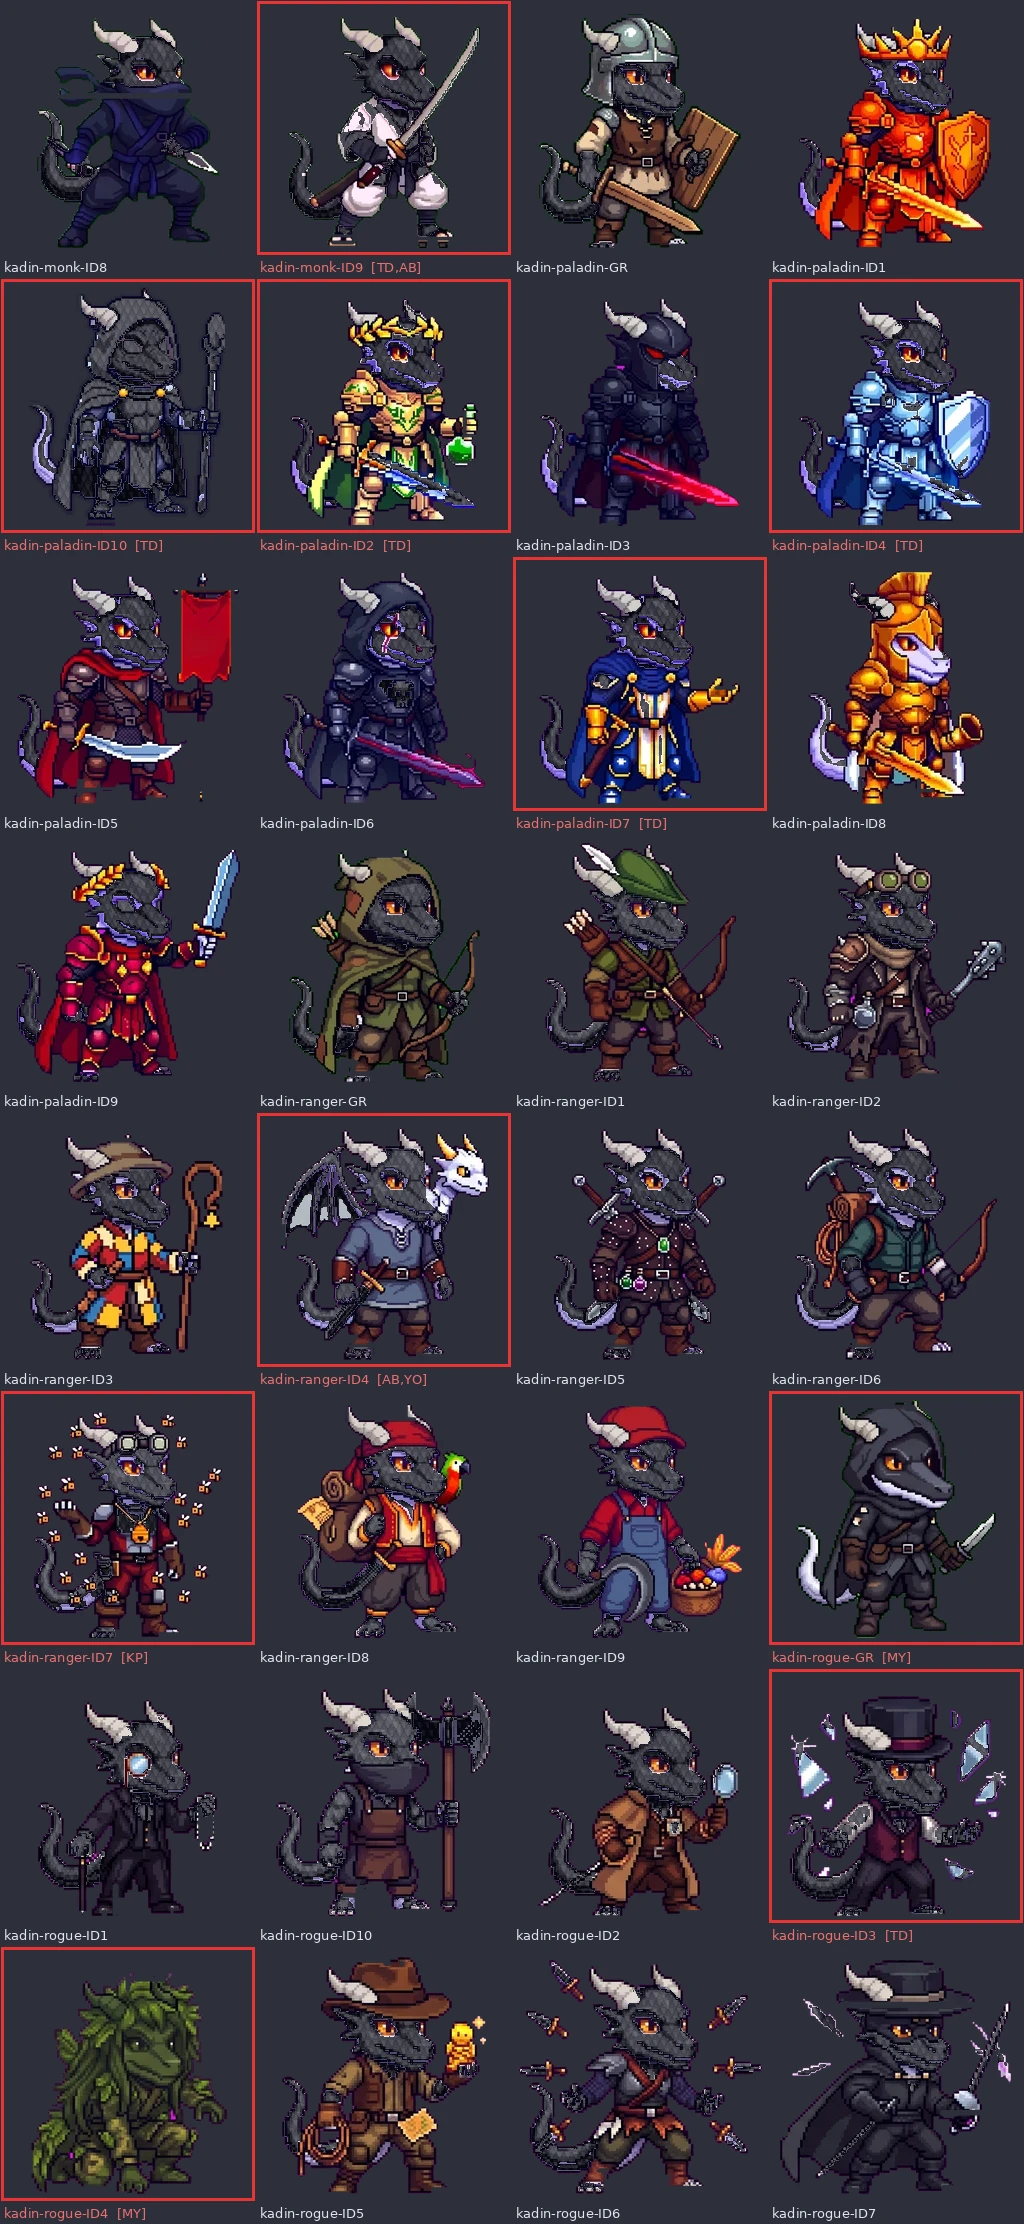 kadin-monk-ID8
kadin-monk-ID9 [TD,AB]
kadin-paladin-GR
kadin-paladin-ID1
kadin-paladin-ID10 [TD]
kadin-paladin-ID2 [TD]
kadin-paladin-ID3
kadin-paladin-ID4 [TD]
kadin-paladin-ID5
kadin-paladin-ID6
kadin-paladin-ID7 [TD]
kadin-paladin-ID8
kadin-paladin-ID9
kadin-ranger-GR
kadin-ranger-ID1
kadin-ranger-ID2
kadin-ranger-ID3
kadin-ranger-ID4 [AB,YO]
kadin-ranger-ID5
kadin-ranger-ID6
kadin-ranger-ID7 [KP]
kadin-ranger-ID8
kadin-ranger-ID9
kadin-rogue-GR [MY]
kadin-rogue-ID1
kadin-rogue-ID10
kadin-rogue-ID2
kadin-rogue-ID3 [TD]
kadin-rogue-ID4 [MY]
kadin-rogue-ID5
kadin-rogue-ID6
kadin-rogue-ID7